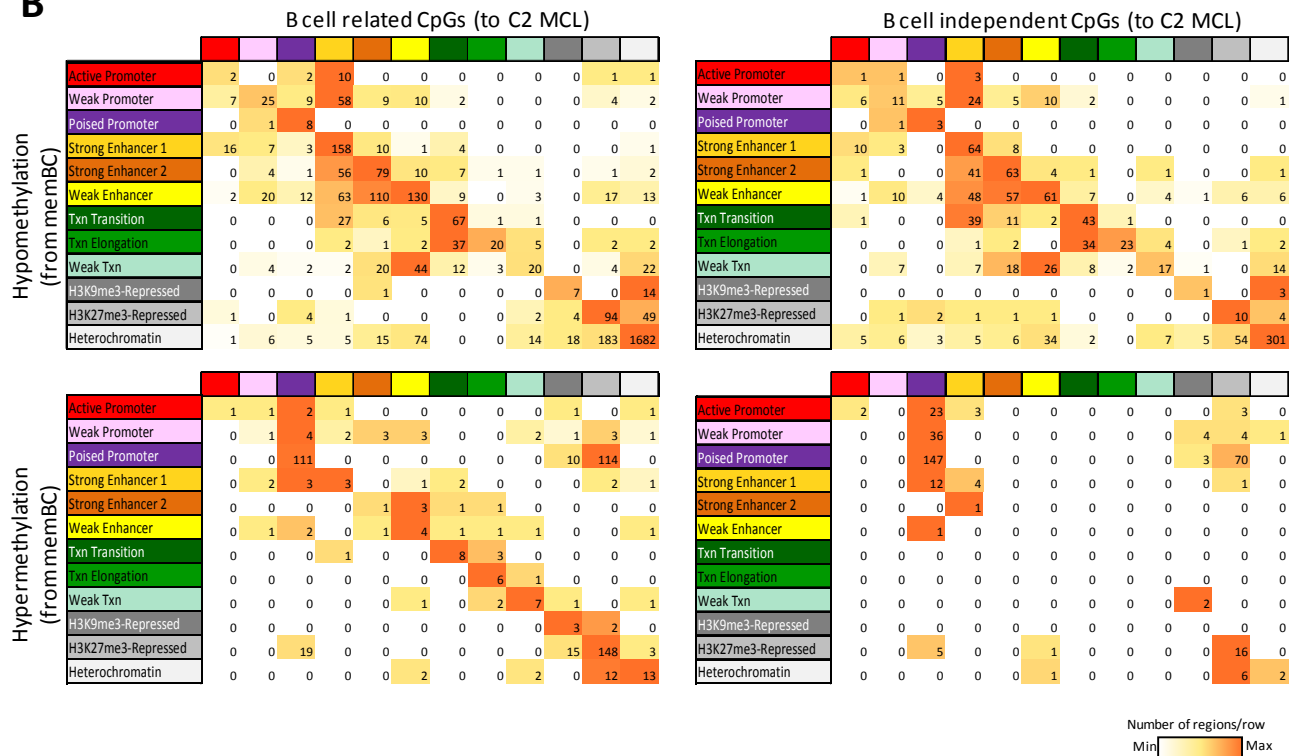 B
B cell related CpGs (to C2 MCL)
B cell independent CpGs (to C2 MCL)
Hypomethylation
(from memBC)
Active Promoter 2 0 2 10 0 0 0 0 0 0 1 1
Weak Promoter 7 25 9 58 9 10 2 0 0 0 4 2
Poised Promoter 0 1 8 0 0 0 0 0 0 0 0 0
Strong Enhancer 1 16 7 3 158 10 1 4 0 0 0 0 1
Strong Enhancer 2 0 4 1 56 79 10 7 1 1 0 1 2
Weak Enhancer 2 20 12 63 110 130 9 0 3 0 17 13
Txn Transition 0 0 0 27 6 5 67 1 1 0 0 0
Txn Elongation 0 0 0 2 1 2 37 20 5 0 2 2
Weak Txn 0 4 2 2 20 44 12 3 20 0 4 22
H3K9me3-Repressed 0 0 0 0 1 0 0 0 0 7 0 14
H3K27me3-Repressed 1 0 4 1 0 0 0 0 2 4 94 49
Heterochromatin 1 6 5 5 15 74 0 0 14 18 183 1682
Active Promoter 1 1 0 3 0 0 0 0 0 0 0 0
Weak Promoter 6 11 5 24 5 10 2 0 0 0 0 1
Poised Promoter 0 1 3 0 0 0 0 0 0 0 0 0
Strong Enhancer 1 10 3 0 64 8 0 0 0 0 0 0 0
Strong Enhancer 2 1 0 0 41 63 4 1 0 1 0 0 1
Weak Enhancer 1 10 4 48 57 61 7 0 4 1 6 6
Txn Transition 1 0 0 39 11 2 43 1 0 0 0 0
Txn Elongation 0 0 0 1 2 0 34 23 4 0 1 2
Weak Txn 0 7 0 7 18 26 8 2 17 1 0 14
H3K9me3-Repressed 0 0 0 0 0 0 0 0 0 1 0 3
H3K27me3-Repressed 0 1 2 1 1 1 0 0 0 0 10 4
Heterochromatin 5 6 3 5 6 34 2 0 7 5 54 301
Hypermethylation
(from memBC)
Active Promoter 1 1 2 1 0 0 0 0 0 1 0 1
Weak Promoter 0 1 4 2 3 3 0 0 2 1 3 1
Poised Promoter 0 0 111 0 0 0 0 0 0 10 114 0
Strong Enhancer 1 0 2 3 3 0 1 2 0 0 0 2 1
Strong Enhancer 2 0 0 0 0 1 3 1 1 0 0 0 0
Weak Enhancer 0 1 2 0 1 4 1 1 1 0 0 1
Txn Transition 0 0 0 1 0 0 8 3 0 0 0 0
Txn Elongation 0 0 0 0 0 0 0 6 1 0 0 0
Weak Txn 0 0 0 0 0 1 0 2 7 1 0 1
H3K9me3-Repressed 0 0 0 0 0 0 0 0 0 3 2 0
H3K27me3-Repressed 0 0 19 0 0 0 0 0 0 15 148 3
Heterochromatin 0 0 0 0 0 2 0 0 2 0 12 13
Active Promoter 2 0 23 3 0 0 0 0 0 0 3 0
Weak Promoter 0 0 36 0 0 0 0 0 0 4 4 1
Poised Promoter 0 0 147 0 0 0 0 0 0 3 70 0
Strong Enhancer 1 0 0 12 4 0 0 0 0 0 0 1 0
Strong Enhancer 2 0 0 0 1 0 0 0 0 0 0 0 0
Weak Enhancer 0 0 1 0 0 0 0 0 0 0 0 0
Txn Transition 0 0 0 0 0 0 0 0 0 0 0 0
Txn Elongation 0 0 0 0 0 0 0 0 0 0 0 0
Weak Txn 0 0 0 0 0 0 0 0 0 2 0 0
H3K9me3-Repressed 0 0 0 0 0 0 0 0 0 0 0 0
H3K27me3-Repressed 0 0 5 0 0 1 0 0 0 0 16 0
Heterochromatin 0 0 0 0 0 1 0 0 0 0 6 2
Number of regions/row
Min Max